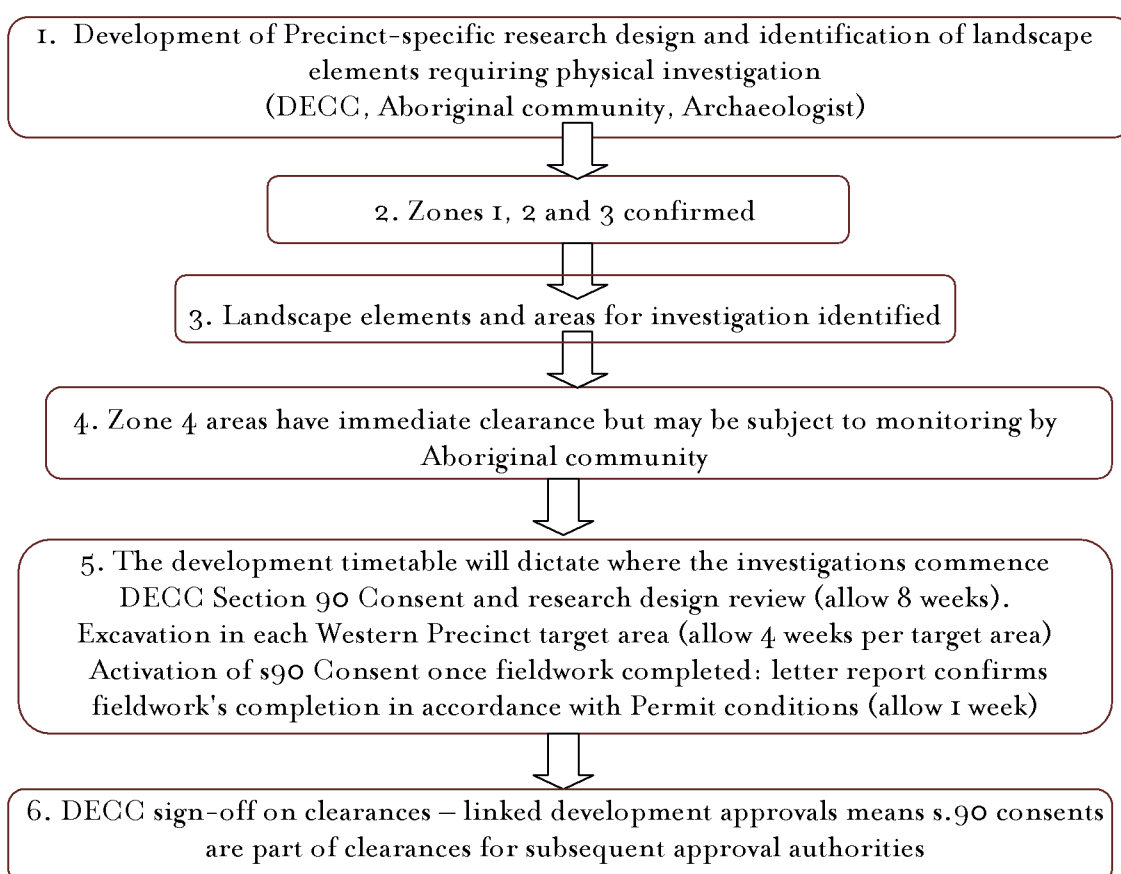 1. Development of Precinct-specific research design and identification of landscape
elements requiring physical investigation
(DECC, Aboriginal community, Archaeologist)
2. Zones 1, 2 and 3 confirmed
3. Landscape elements and areas for investigation identified
4. Zone 4 areas have immediate clearance but may be subject to monitoring by
Aboriginal community
5. The development timetable will dictate where the investigations commence
DECC Section 90 Consent and research design review (allow 8 weeks).
Excavation in each Western Precinct target area (allow 4 weeks per target area)
Activation of s90 Consent once fieldwork completed: letter report confirms
fieldwork's completion in accordance with Permit conditions (allow 1 week)
6. DECC sign-off on clearances – linked development approvals means s.90 consents
are part of clearances for subsequent approval authorities